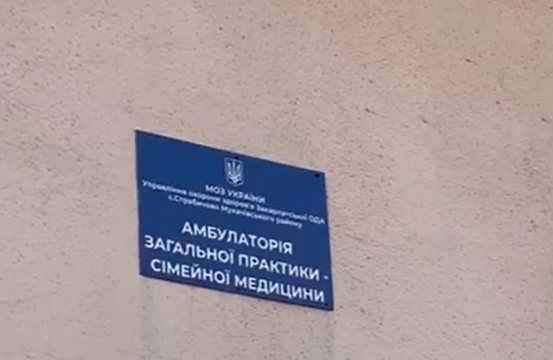 МОЗ УКРАЇНИ
Управління охорони здоров'я Закарпатської ОДА
с.Страбичово Мукачівського району
АМБУЛАТОРІЯ
ЗАГАЛЬНОЇ ПРАКТИКИ -
СІМЕЙНОЇ МЕДИЦИНИ